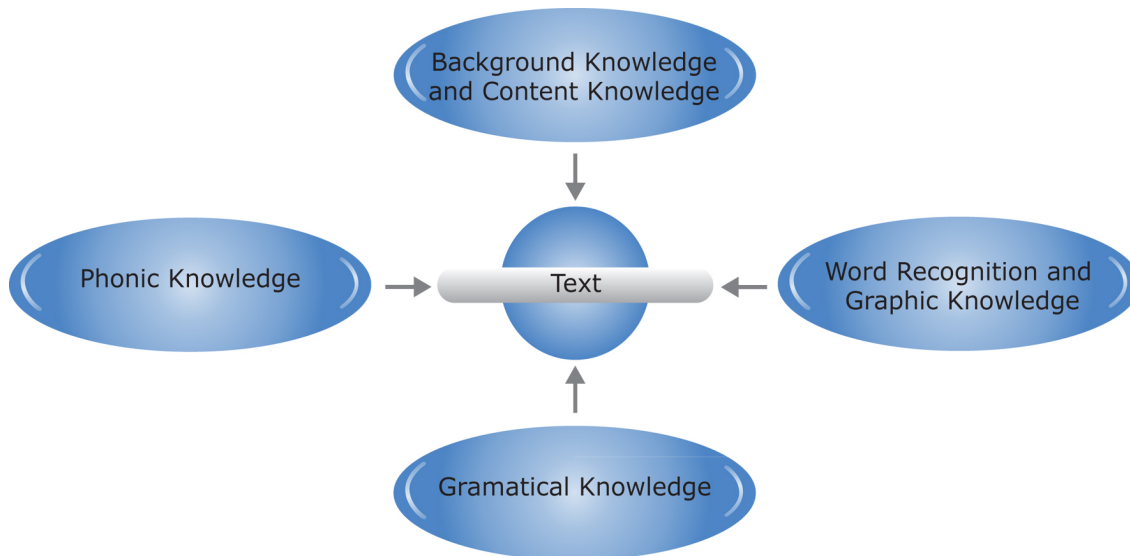 Background Knowledge
and Content Knowledge
Phonic Knowledge
Text
Word Recognition and
Graphic Knowledge
Gramatical Knowledge